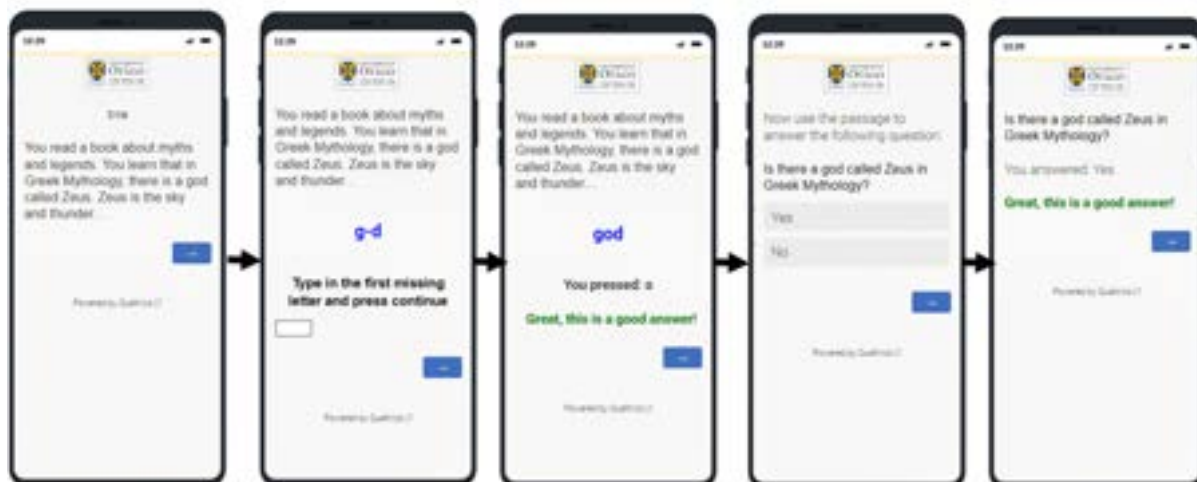 You read a book about myths
and legends. You learn that in
Greek Mythology, there is a god
called Zeus. Zeus is the sky
and thunder...
You read a book about myths
and legends. You learn that in
Greek Mythology, there is a god
called Zeus. Zeus is the sky
and thunder...
g-d
Type in the first missing
letter and press continue
You read a book about myths
and legends. You learn that in
Greek Mythology, there is a god
called Zeus. Zeus is the sky
and thunder...
god
You pressed: o
Great, this is a good answer!
Now use the passage to
answer the following question:
Is there a god called Zeus in
Greek Mythology?
Yes
No
Is there a god called Zeus in
Greek Mythology?
You answered: Yes
Great, this is a good answer!